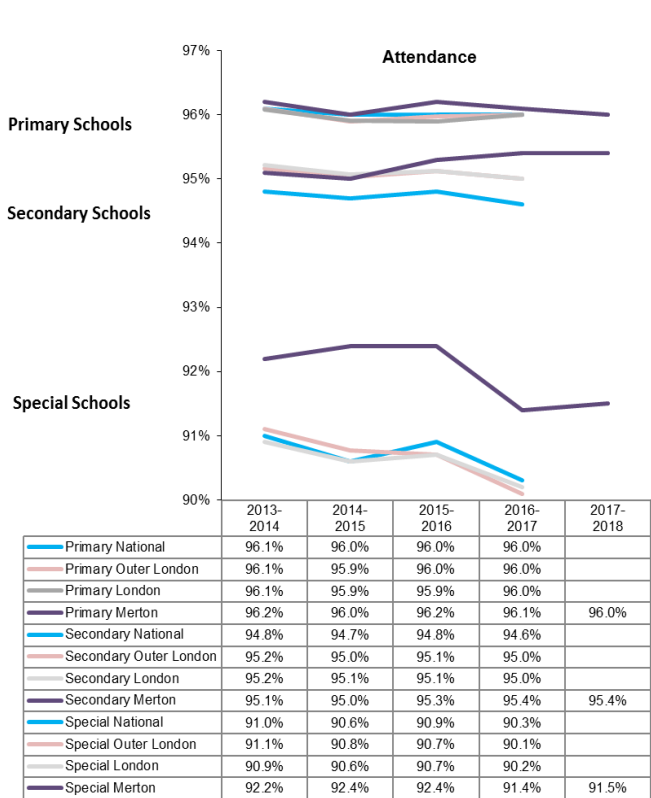 Attendance
97%
96%
Primary Schools
95%
Secondary Schools
94%
93%
92%
Special Schools
91%
90%
2013-2014 2014-2015 2015-2016 2016-2017 2017-2018
Primary National 96.1% 96.0% 96.0% 96.0%
Primary Outer London 96.1% 95.9% 96.0% 96.0%
Primary London 96.1% 95.9% 95.9% 96.0%
Primary Merton 96.2% 96.0% 96.2% 96.1% 96.0%
Secondary National 94.8% 94.7% 94.8% 94.6%
Secondary Outer London 95.2% 95.0% 95.1% 95.0%
Secondary London 95.2% 95.1% 95.1% 95.0%
Secondary Merton 95.1% 95.0% 95.3% 95.4% 95.4%
Special National 91.0% 90.6% 90.9% 90.3%
Special Outer London 91.1% 90.8% 90.7% 90.1%
Special London 90.9% 90.6% 90.7% 90.2%
Special Merton 92.2% 92.4% 92.4% 91.4% 91.5%